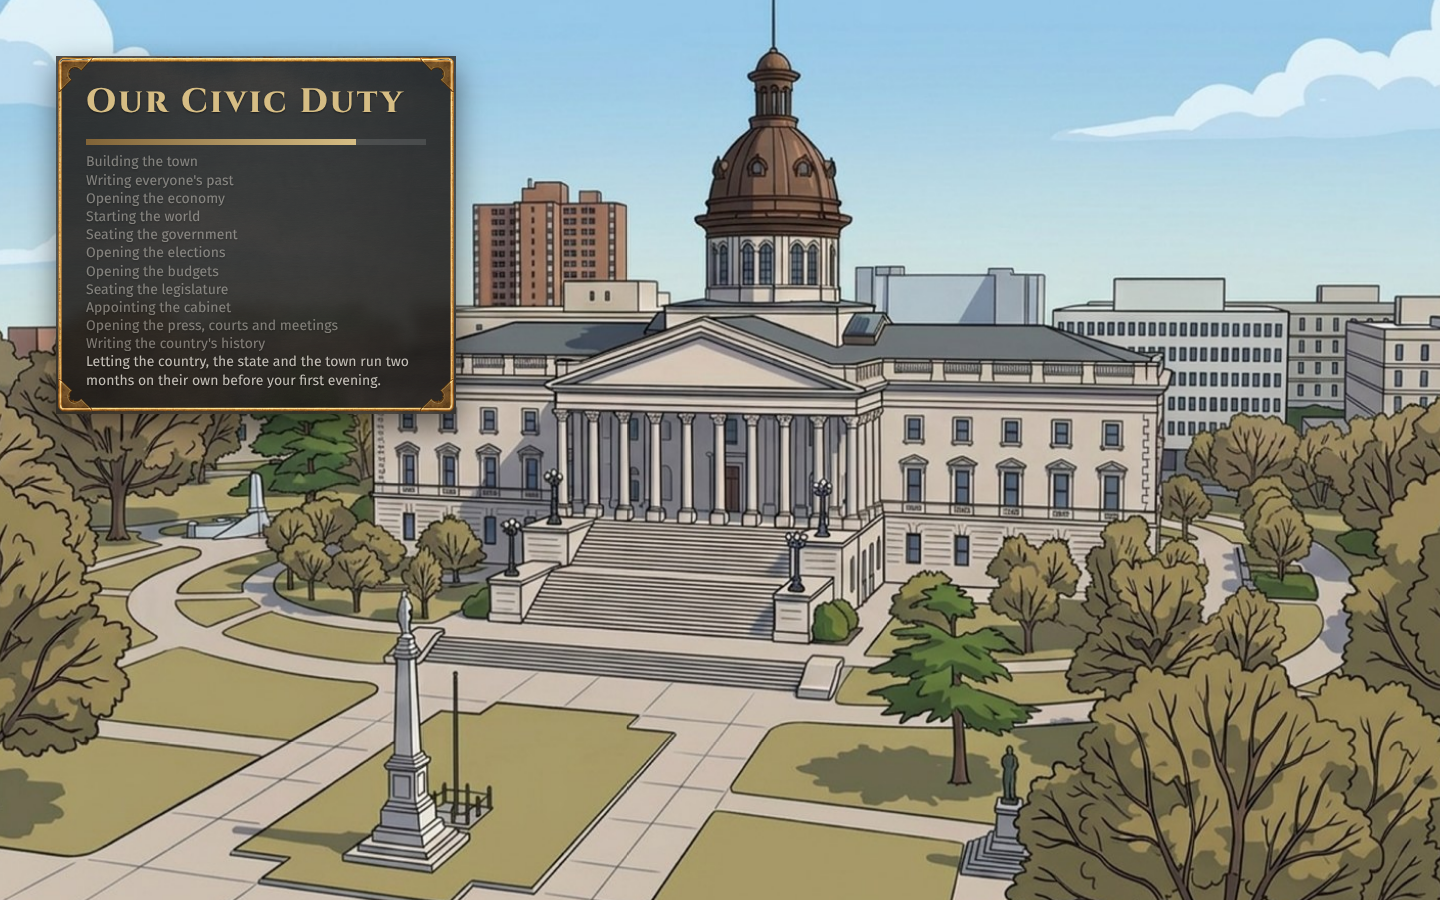 Our Civic Duty
Building the town
Writing everyone's past
Opening the economy
Starting the world
Seating the government
Opening the elections
Opening the budgets
Seating the legislature
Appointing the cabinet
Opening the press, courts and meetings
Writing the country's history
Letting the country, the state and the town run two
months on their own before your first evening.